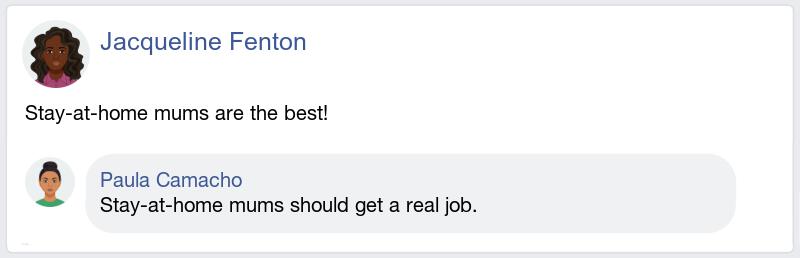 Jacqueline Fenton
Stay-at-home mums are the best!
Paula Camacho
Stay-at-home mums should get a real job.